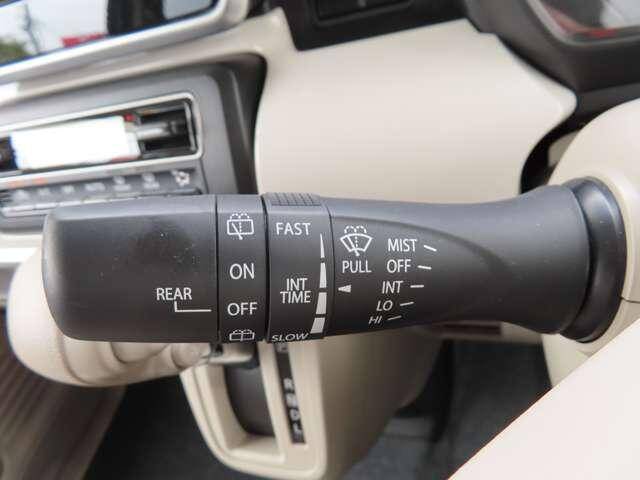 FAST
ON
INT
TIME
REAR
OFF
SLOW
PULL
MIST
OFF
INT
LO
HI
R
N
D
L